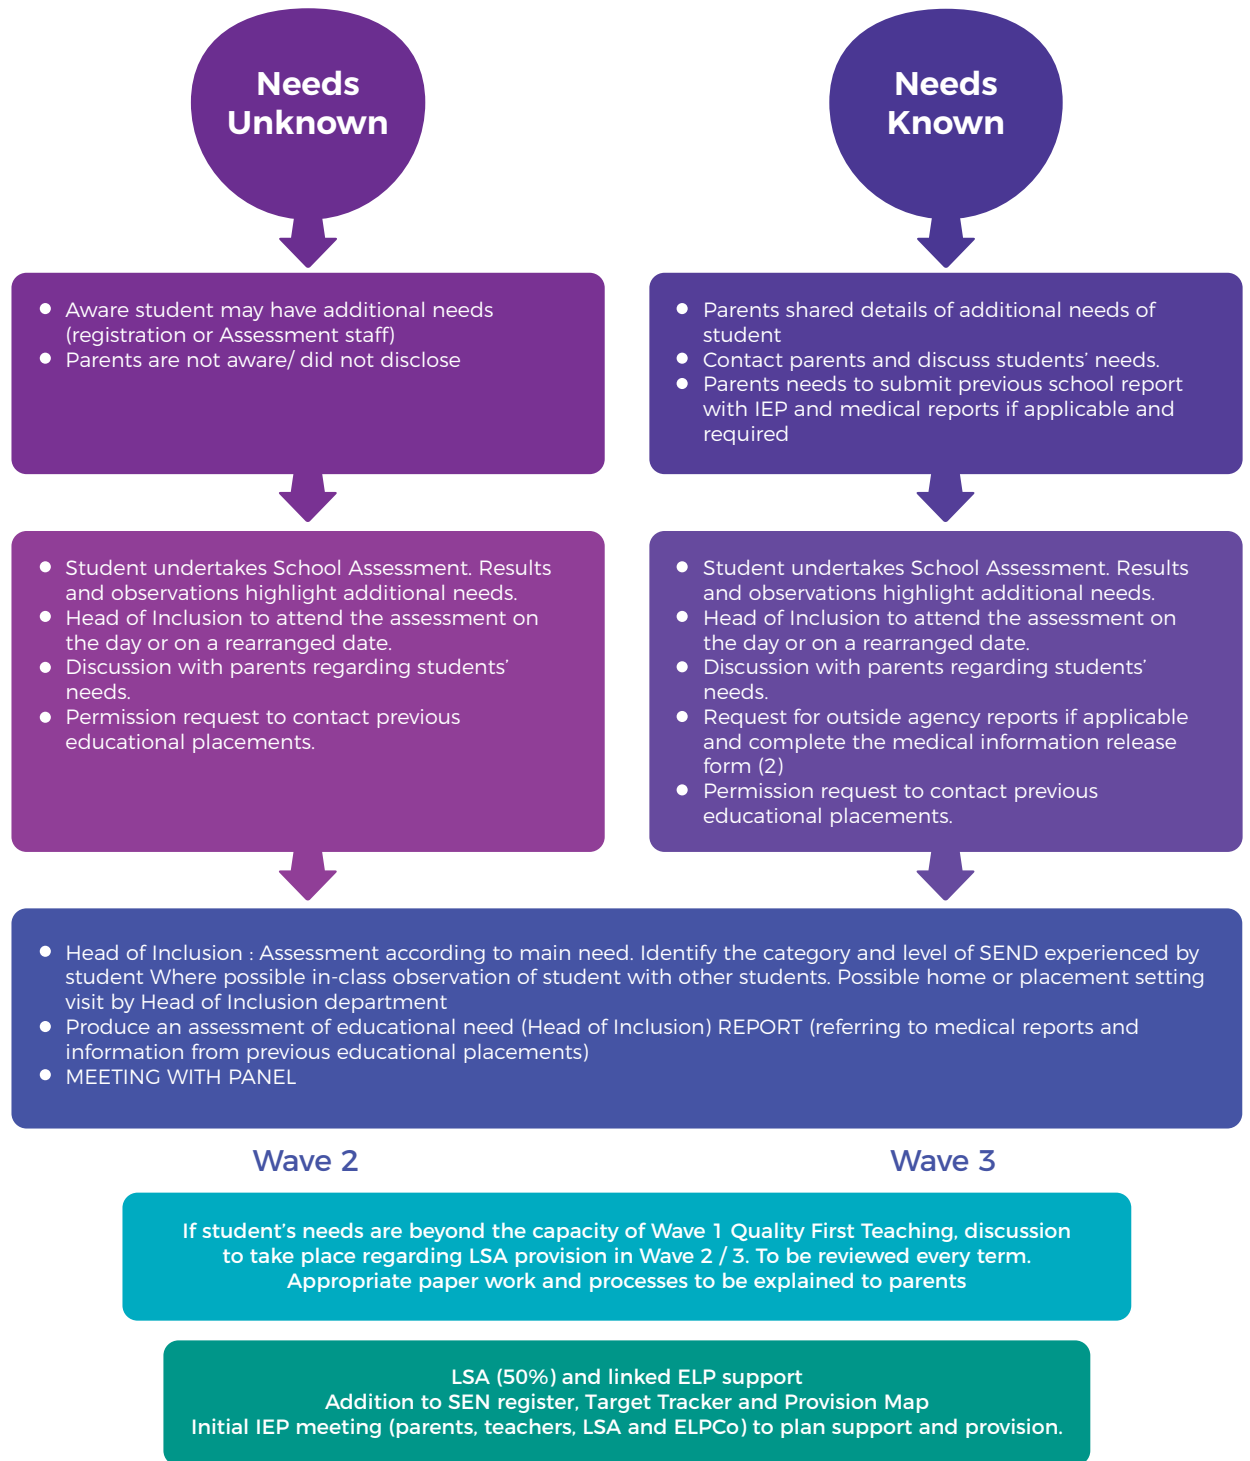 Needs
Unknown
Needs
Known
Aware student may have additional needs
(registration or Assessment staff)
Parents are not aware/ did not disclose
Parents shared details of additional needs of
student
Contact parents and discuss students’ needs.
Parents needs to submit previous school report
with IEP and medical reports if applicable and
required
Student undertakes School Assessment. Results
and observations highlight additional needs.
Head of Inclusion to attend the assessment on
the day or on a rearranged date.
Discussion with parents regarding students’
needs.
Permission request to contact previous
educational placements.
Student undertakes School Assessment. Results
and observations highlight additional needs.
Head of Inclusion to attend the assessment on
the day or on a rearranged date.
Discussion with parents regarding students’
needs.
Request for outside agency reports if applicable
and complete the medical information release
form (2)
Permission request to contact previous
educational placements.
Head of Inclusion : Assessment according to main need. Identify the category and level of SEND experienced by
student Where possible in-class observation of student with other students. Possible home or placement setting
visit by Head of Inclusion department
Produce an assessment of educational need (Head of Inclusion) REPORT (referring to medical reports and
information from previous educational placements)
MEETING WITH PANEL
Wave 2
Wave 3
If student’s needs are beyond the capacity of Wave 1 Quality First Teaching, discussion
to take place regarding LSA provision in Wave 2 / 3. To be reviewed every term.
Appropriate paper work and processes to be explained to parents
LSA (50%) and linked ELP support
Addition to SEN register, Target Tracker and Provision Map
Initial IEP meeting (parents, teachers, LSA and ELPCo) to plan support and provision.